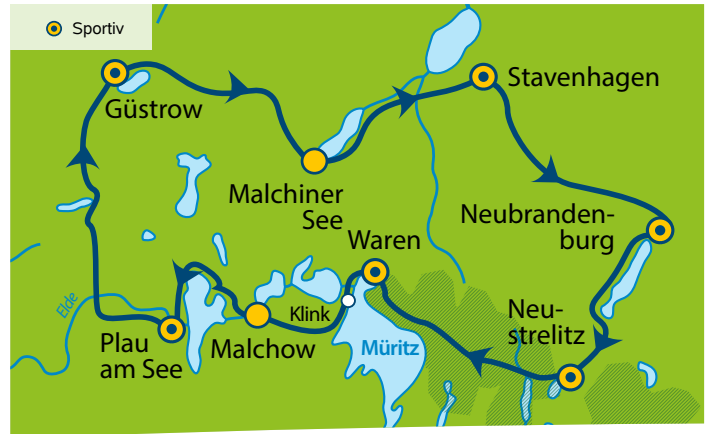 Sportiv
Güstrow
Stavenhagen
Malchiner
See
Neubranden-
burg
Waren
Elde
Klink
Neu-
strelitz
Plau
am See
Malchow
Müritz